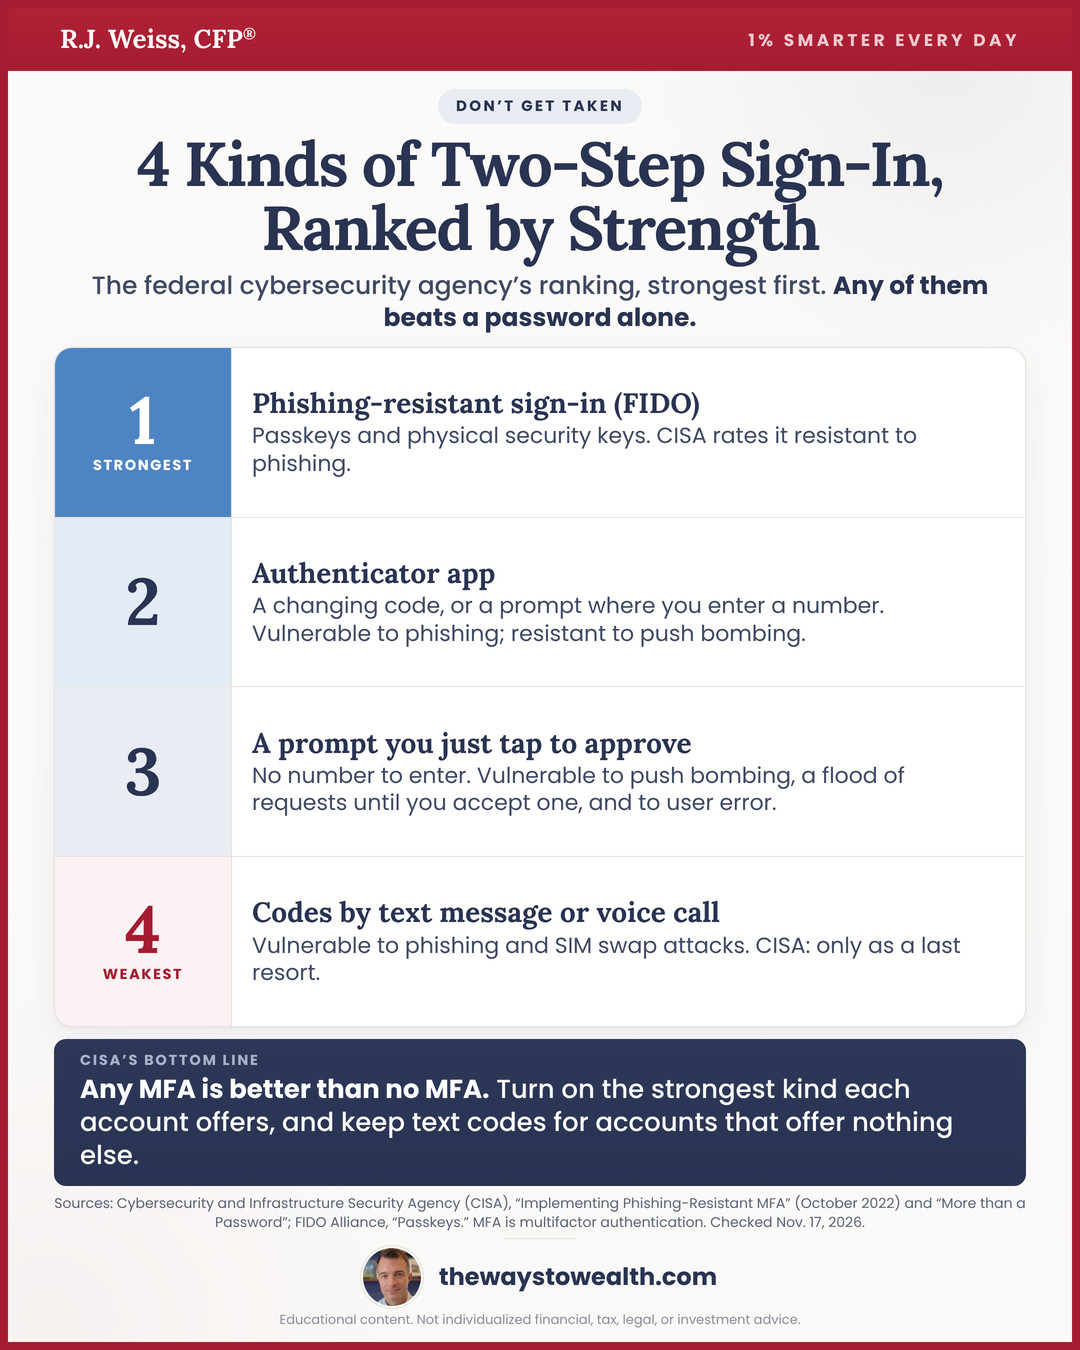 R.J. Weiss, CFP®
1% SMARTER EVERY DAY
DON’T GET TAKEN
4 Kinds of Two-Step Sign-In,
Ranked by Strength
The federal cybersecurity agency’s ranking, strongest first. Any of them
beats a password alone.
1
STRONGEST
Phishing-resistant sign-in (FIDO)
Passkeys and physical security keys. CISA rates it resistant to
phishing.
2
Authenticator app
A changing code, or a prompt where you enter a number.
Vulnerable to phishing; resistant to push bombing.
3
A prompt you just tap to approve
No number to enter. Vulnerable to push bombing, a flood of
requests until you accept one, and to user error.
4
WEAKEST
Codes by text message or voice call
Vulnerable to phishing and SIM swap attacks. CISA: only as a last
resort.
CISA’S BOTTOM LINE
Any MFA is better than no MFA. Turn on the strongest kind each
account offers, and keep text codes for accounts that offer nothing
else.
Sources: Cybersecurity and Infrastructure Security Agency (CISA), “Implementing Phishing-Resistant MFA” (October 2022) and “More than a
Password”; FIDO Alliance, “Passkeys.” MFA is multifactor authentication. Checked Nov. 17, 2026.
thewaystowealth.com
Educational content. Not individualized financial, tax, legal, or investment advice.